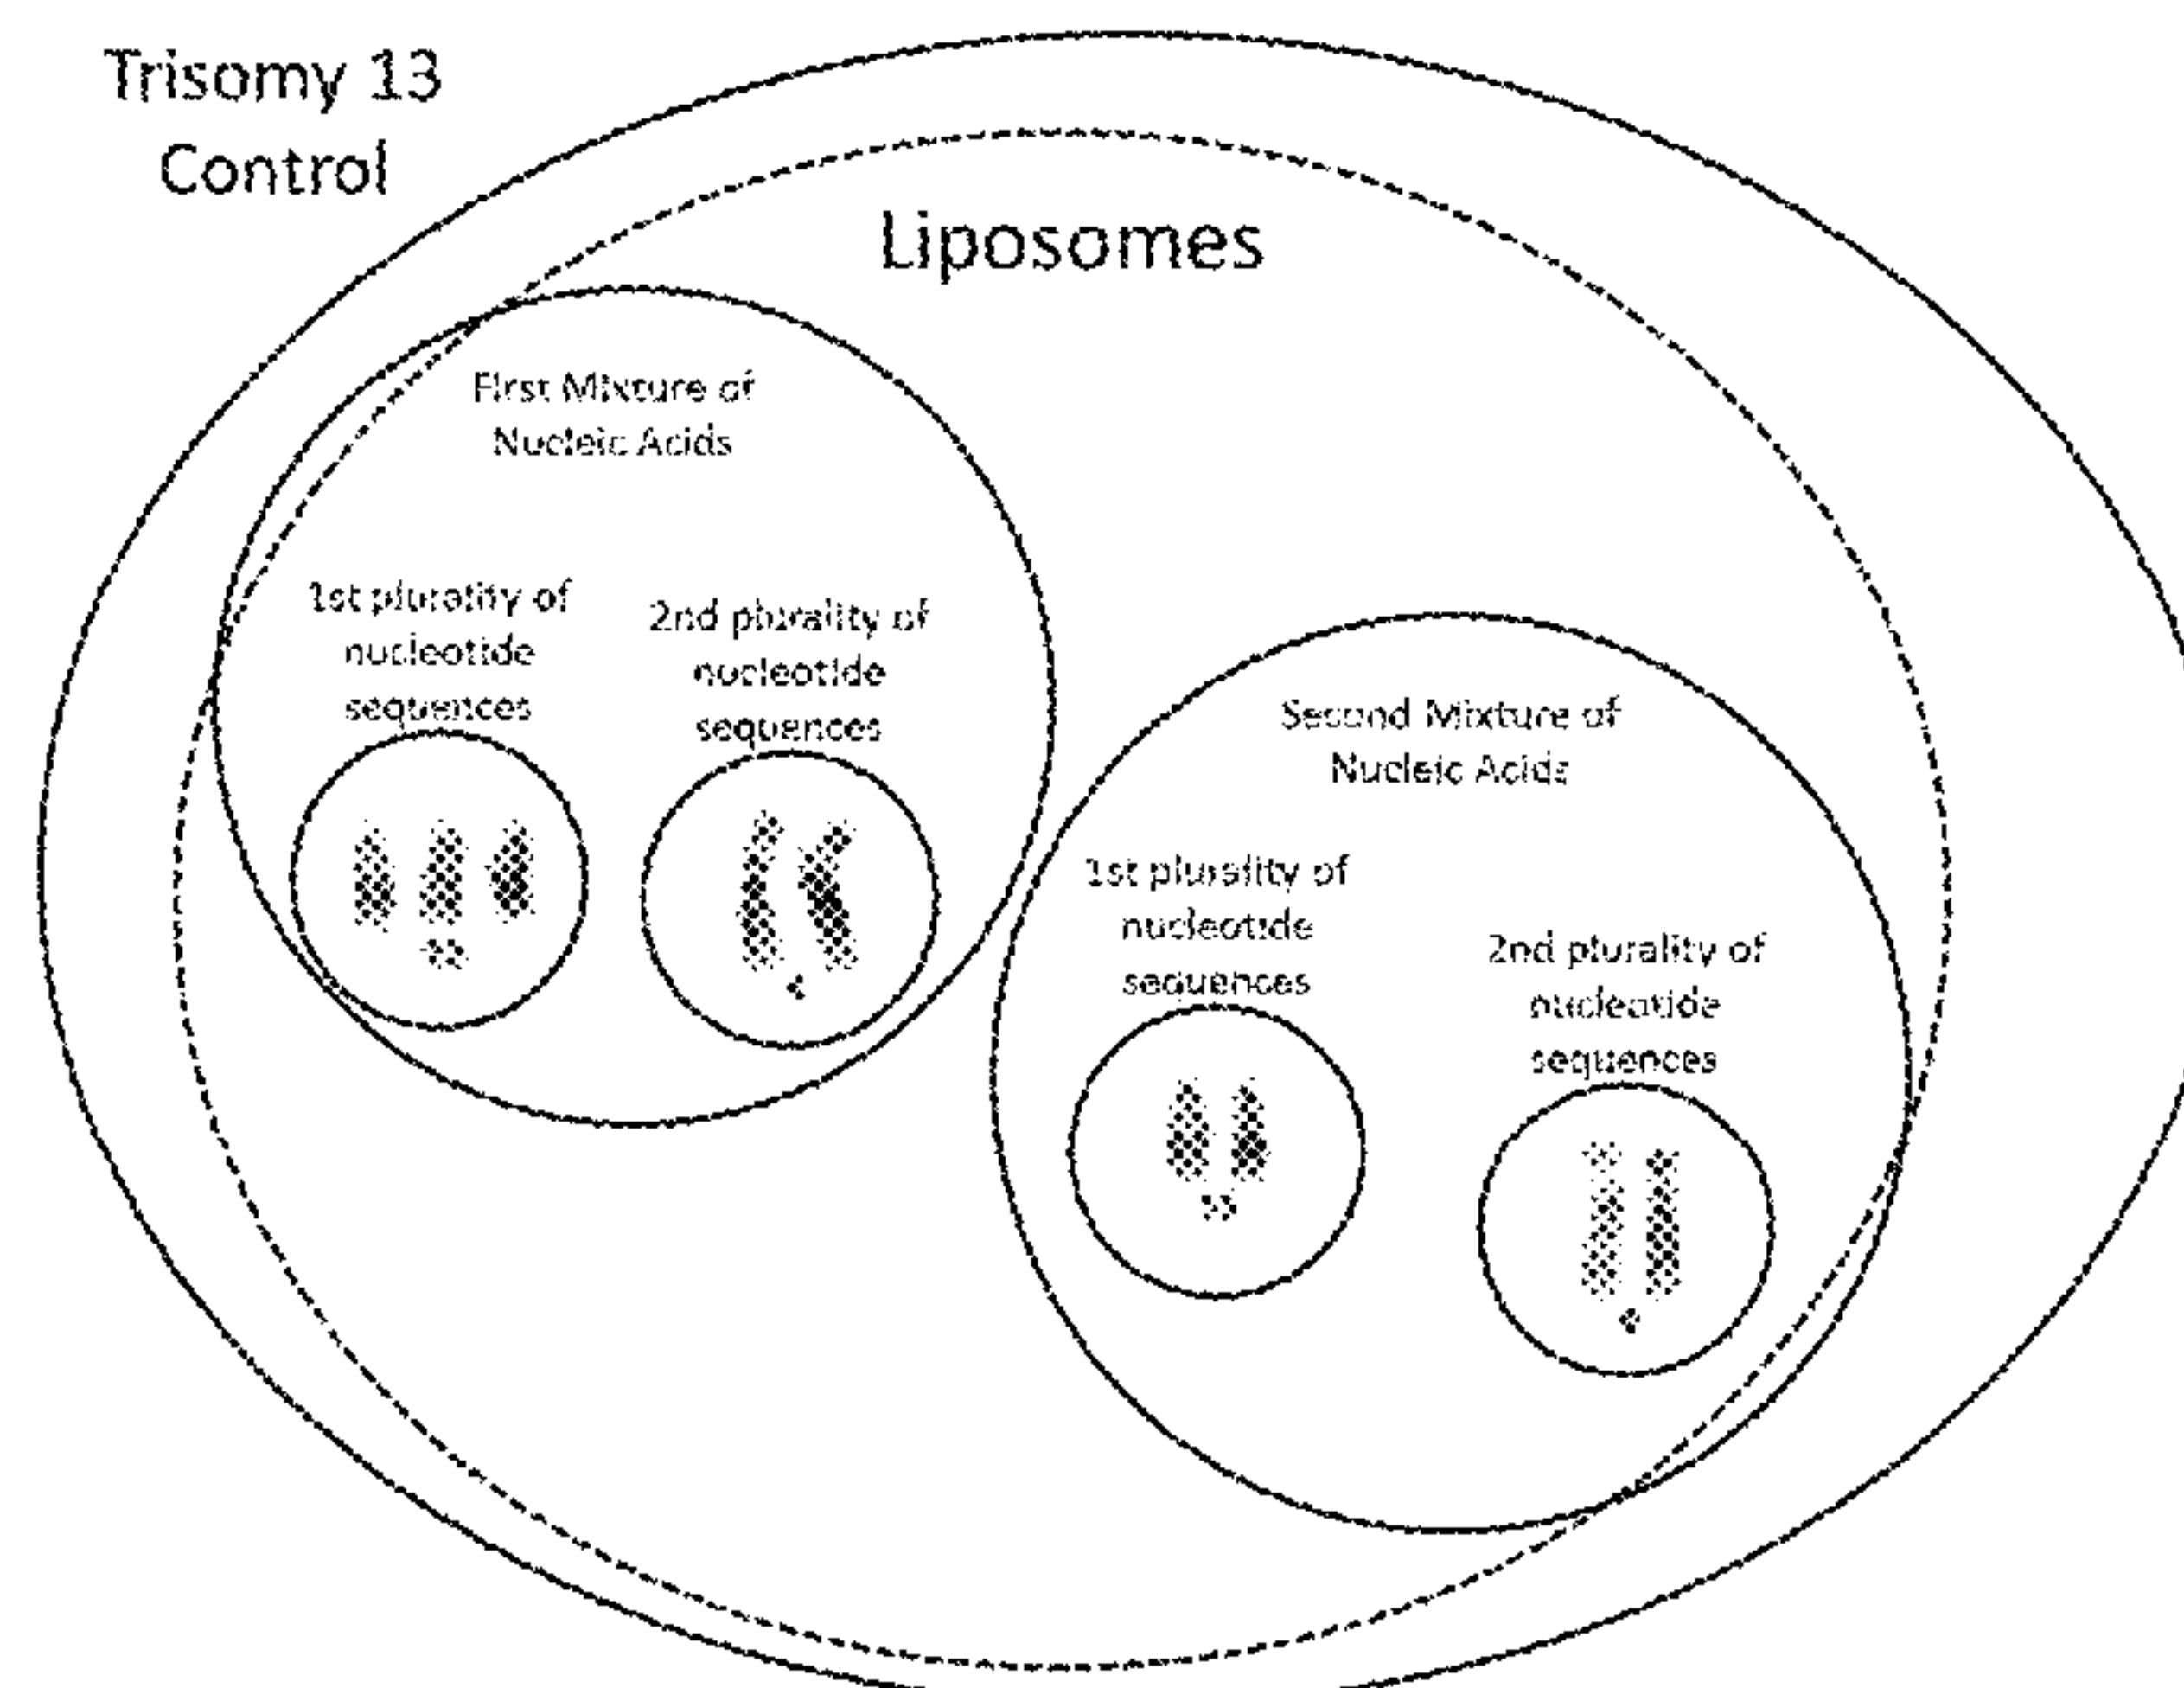 Trisomy 13
Control
Liposomes
First Mixture of
Nucleic Acids
1st plurality of
nucleotide
sequences
2nd plurality of
nucleotide
sequences
Second Mixture of
Nucleic Acids
1st plurality of
nucleotide
sequences
2nd plurality of
nucleotide
sequences